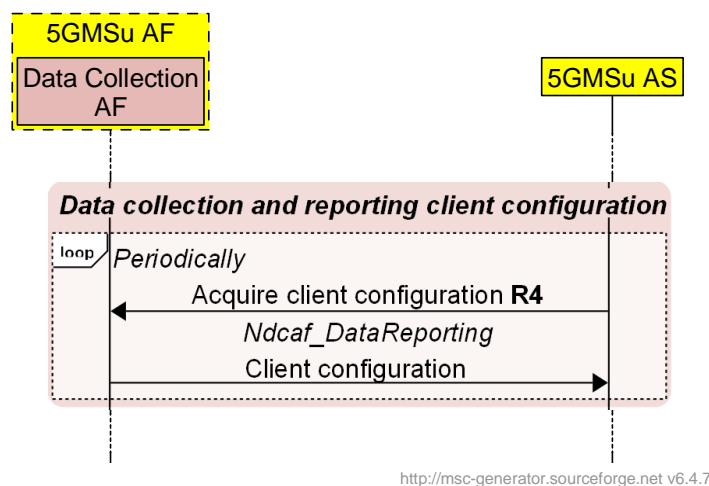 5GMSu AF
Data Collection
AF
5GMSu AS
Data collection and reporting client configuration
loop
Periodically
Acquire client configuration R4
Ndcaf_DataReporting
Client configuration
http://msc-generator.sourceforge.net v6.4.7